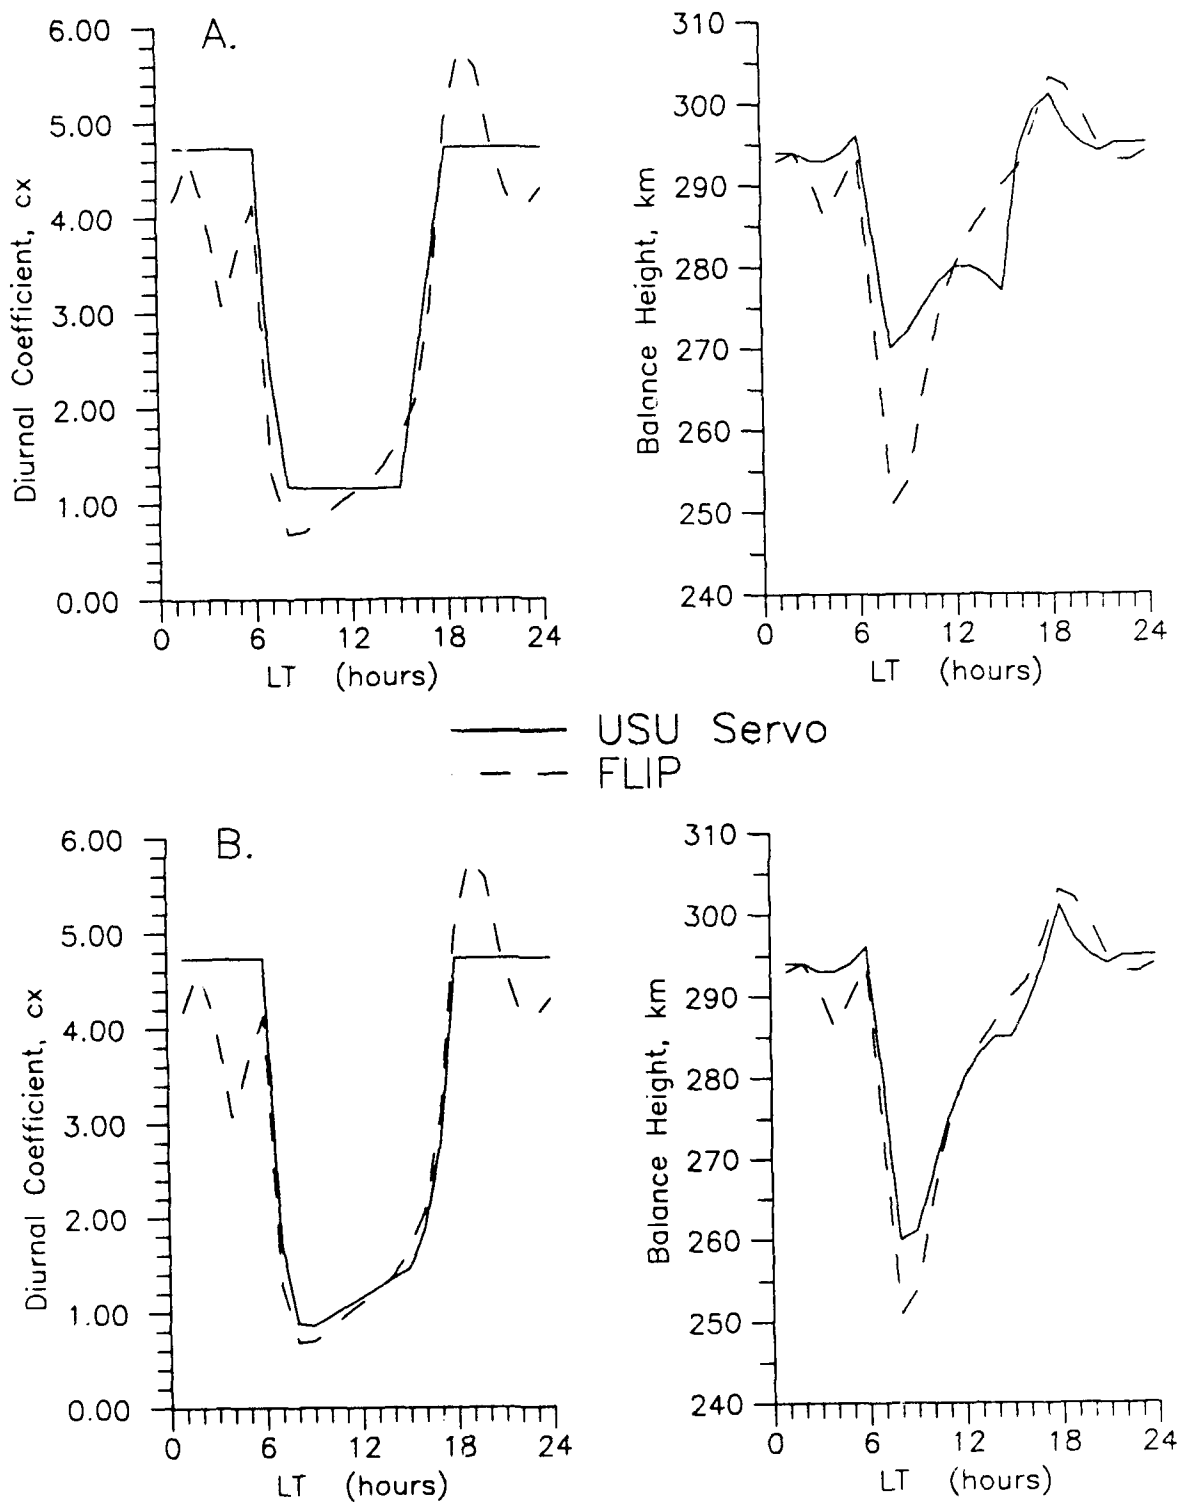 A.
6.00
5.00
4.00
3.00
2.00
1.00
0.00
Diurnal Coefficient, cx
0 6 12 18 24
LT (hours)
310
300
290
280
270
260
250
240
Balance Height, km
0 6 12 18 24
LT (hours)
USU Servo
FLIP
B.
6.00
5.00
4.00
3.00
2.00
1.00
0.00
Diurnal Coefficient, cx
0 6 12 18 24
LT (hours)
310
300
290
280
270
260
250
240
Balance Height, km
0 6 12 18 24
LT (hours)